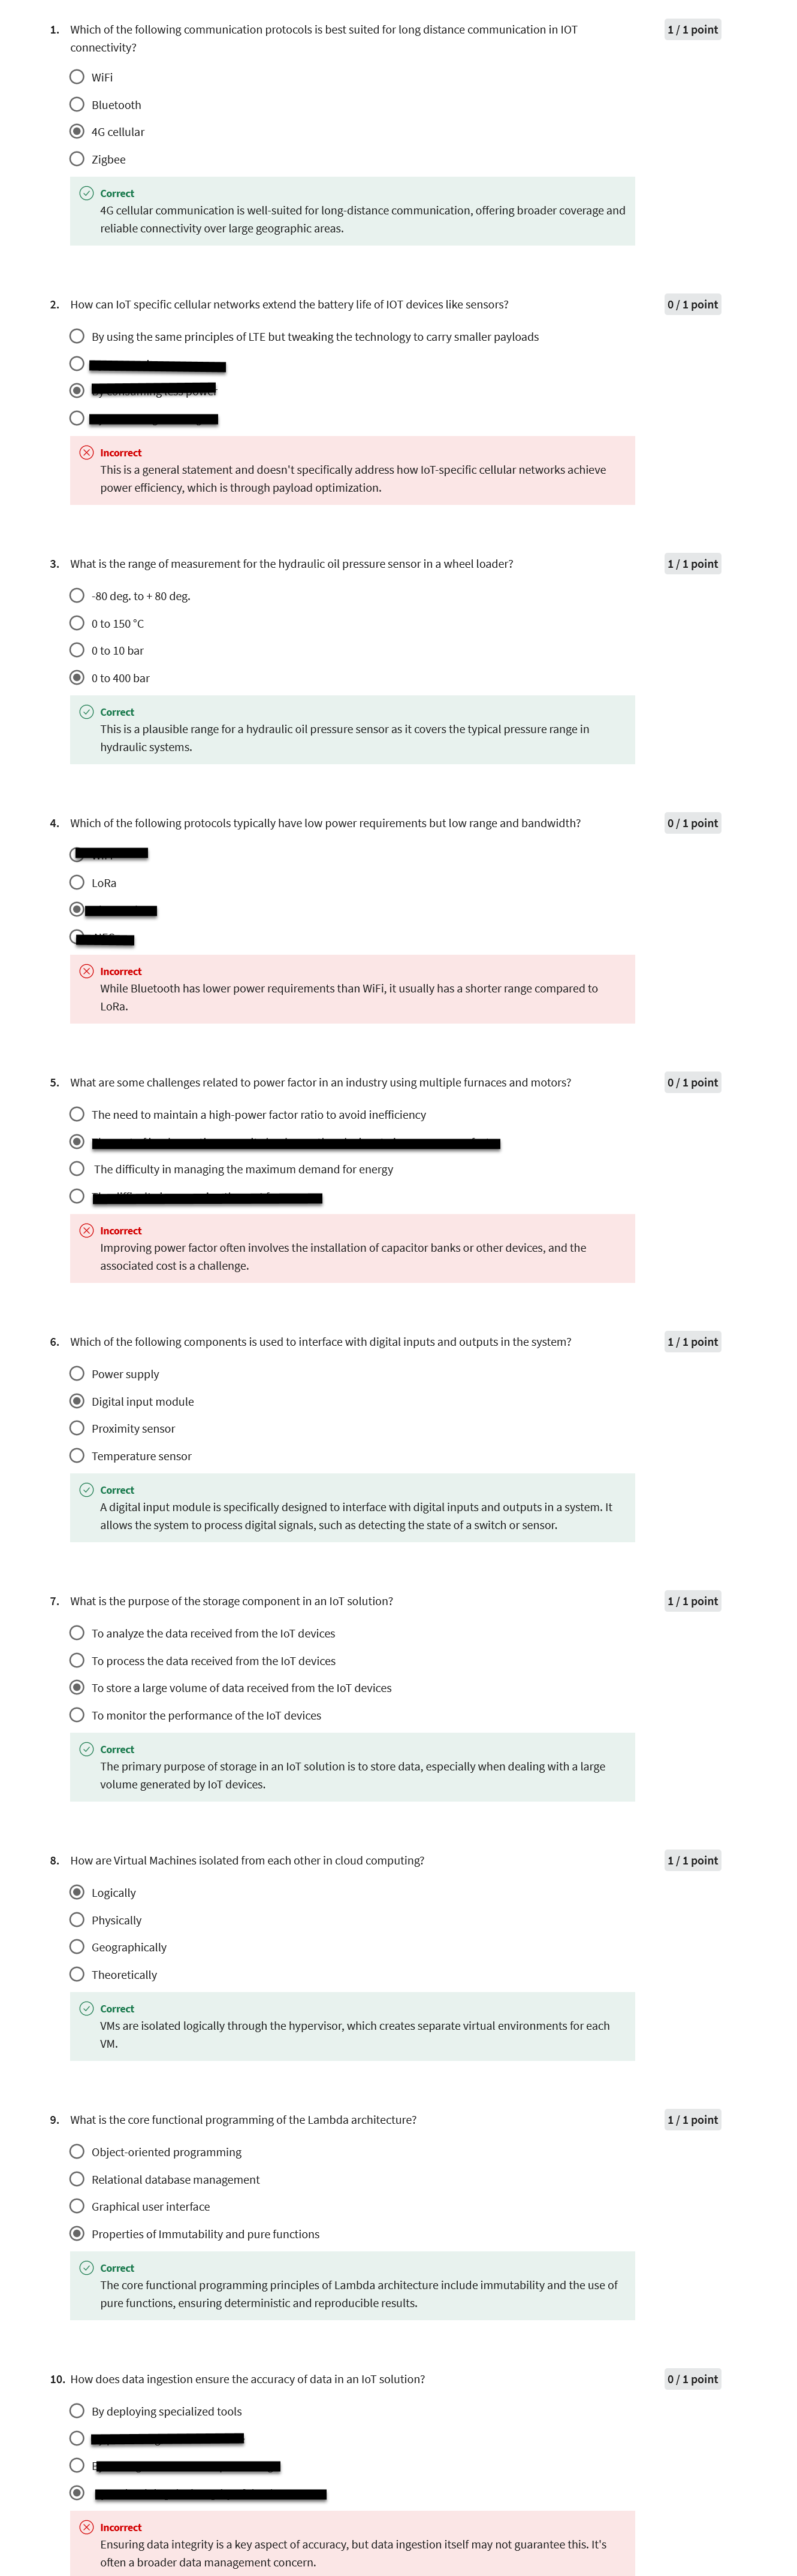 1. Which of the following communication protocols is best suited for long distance communication in IOT
connectivity?
1 / 1 point
WiFi
Bluetooth
4G cellular
Zigbee
Correct
4G cellular communication is well-suited for long-distance communication, offering broader coverage and
reliable connectivity over large geographic areas.
2. How can IoT specific cellular networks extend the battery life of IOT devices like sensors?
0 / 1 point
By using the same principles of LTE but tweaking the technology to carry smaller payloads
By consuming less power
Incorrect
This is a general statement and doesn't specifically address how IoT-specific cellular networks achieve
power efficiency, which is through payload optimization.
3. What is the range of measurement for the hydraulic oil pressure sensor in a wheel loader?
1 / 1 point
-80 deg. to + 80 deg.
0 to 150 °C
0 to 10 bar
0 to 400 bar
Correct
This is a plausible range for a hydraulic oil pressure sensor as it covers the typical pressure range in
hydraulic systems.
4. Which of the following protocols typically have low power requirements but low range and bandwidth?
0 / 1 point
LoRa
Incorrect
While Bluetooth has lower power requirements than WiFi, it usually has a shorter range compared to
LoRa.
5. What are some challenges related to power factor in an industry using multiple furnaces and motors?
0 / 1 point
The need to maintain a high-power factor ratio to avoid inefficiency
The difficulty in managing the maximum demand for energy
Incorrect
Improving power factor often involves the installation of capacitor banks or other devices, and the
associated cost is a challenge.
6. Which of the following components is used to interface with digital inputs and outputs in the system?
1 / 1 point
Power supply
Digital input module
Proximity sensor
Temperature sensor
Correct
A digital input module is specifically designed to interface with digital inputs and outputs in a system. It
allows the system to process digital signals, such as detecting the state of a switch or sensor.
7. What is the purpose of the storage component in an IoT solution?
1 / 1 point
To analyze the data received from the IoT devices
To process the data received from the IoT devices
To store a large volume of data received from the IoT devices
To monitor the performance of the IoT devices
Correct
The primary purpose of storage in an IoT solution is to store data, especially when dealing with a large
volume generated by IoT devices.
8. How are Virtual Machines isolated from each other in cloud computing?
1 / 1 point
Logically
Physically
Geographically
Theoretically
Correct
VMs are isolated logically through the hypervisor, which creates separate virtual environments for each
VM.
9. What is the core functional programming of the Lambda architecture?
1 / 1 point
Object-oriented programming
Relational database management
Graphical user interface
Properties of Immutability and pure functions
Correct
The core functional programming principles of Lambda architecture include immutability and the use of
pure functions, ensuring deterministic and reproducible results.
10. How does data ingestion ensure the accuracy of data in an IoT solution?
0 / 1 point
By deploying specialized tools
Incorrect
Ensuring data integrity is a key aspect of accuracy, but data ingestion itself may not guarantee this. It's
often a broader data management concern.